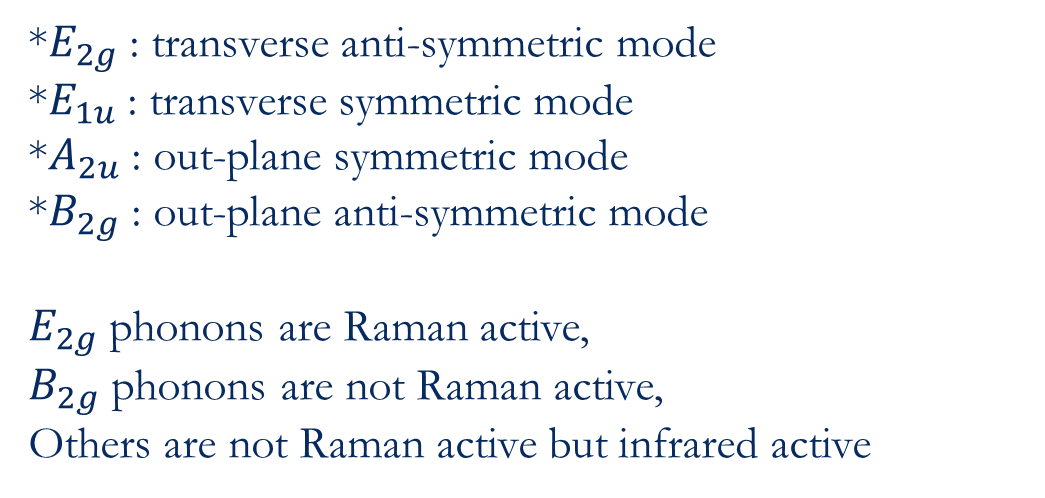 *E₂g : transverse anti-symmetric mode
*E₁u : transverse symmetric mode
*A₂u : out-plane symmetric mode
*B₂g : out-plane anti-symmetric mode
E₂g phonons are Raman active,
B₂g phonons are not Raman active,
Others are not Raman active but infrared active